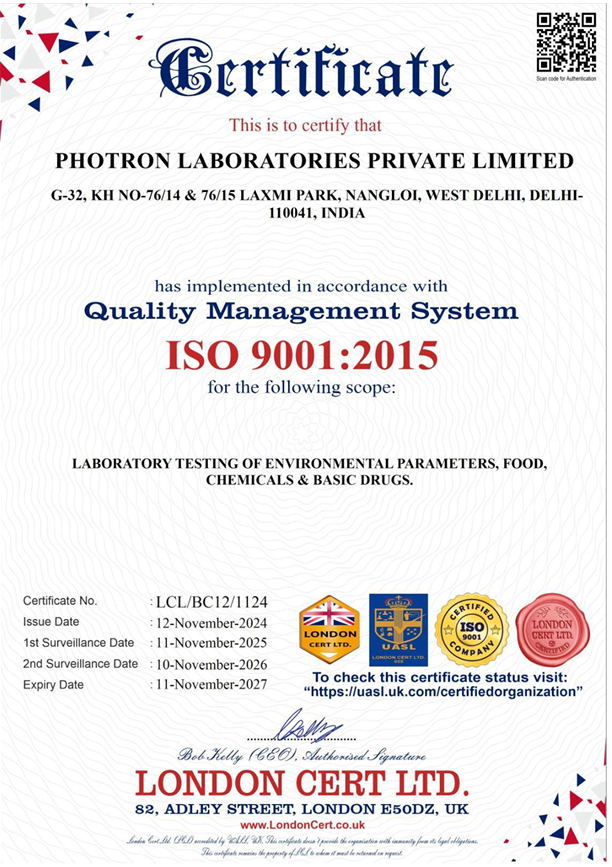 Scan code for Authentication
Certificate
This is to certify that
PHOTRON LABORATORIES PRIVATE LIMITED
G-32, KH NO-76/14 & 76/15 LAXMI PARK, NANGLOI, WEST DELHI, DELHI-
110041, INDIA
has implemented in accordance with
Quality Management System
ISO 9001:2015
for the following scope:
LABORATORY TESTING OF ENVIRONMENTAL PARAMETERS, FOOD,
CHEMICALS & BASIC DRUGS.
Certificate No. : LCL/BC12/1124
Issue Date : 12-November-2024
1st Surveillance Date : 11-November-2025
2nd Surveillance Date : 10-November-2026
Expiry Date : 11-November-2027
LONDON
CERT LTD.
UASL
LONDON CERT LTD
CERTIFIED
ISO
9001
COMPANY
LONDON
CERT LTD.
CERTIFIED
To check this certificate status visit:
“https://uasl.uk.com/certifiedorganization”
Bob Kelly (CEO), Authorised Signature
LONDON CERT LTD.
82, ADLEY STREET, LONDON E50DZ, UK
www.LondonCert.co.uk
London Cert Ltd. (LCL) accredited by UASL, UK. This certificate doesn't provide the organisation with immunity from its legal obligations.
This certificate remains the property of LCL to whom it must be returned on request.